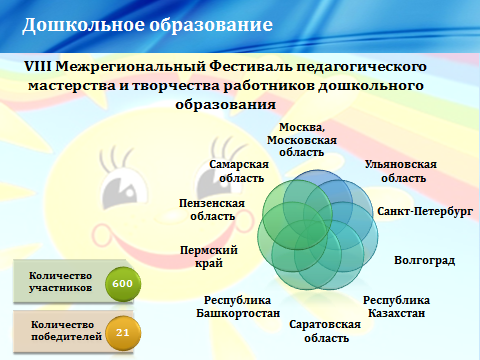 Дошкольное образование
VIII Межрегиональный Фестиваль педагогического
мастерства и творчества работников дошкольного
образования
Москва,
Московская
область
Ульяновская
область
Санкт-Петербург
Волгоград
Республика
Казахстан
Саратовская
область
Республика
Башкортостан
Пермский
край
Пензенская
область
Самарская
область
Количество
участников
600
Количество
победителей
21